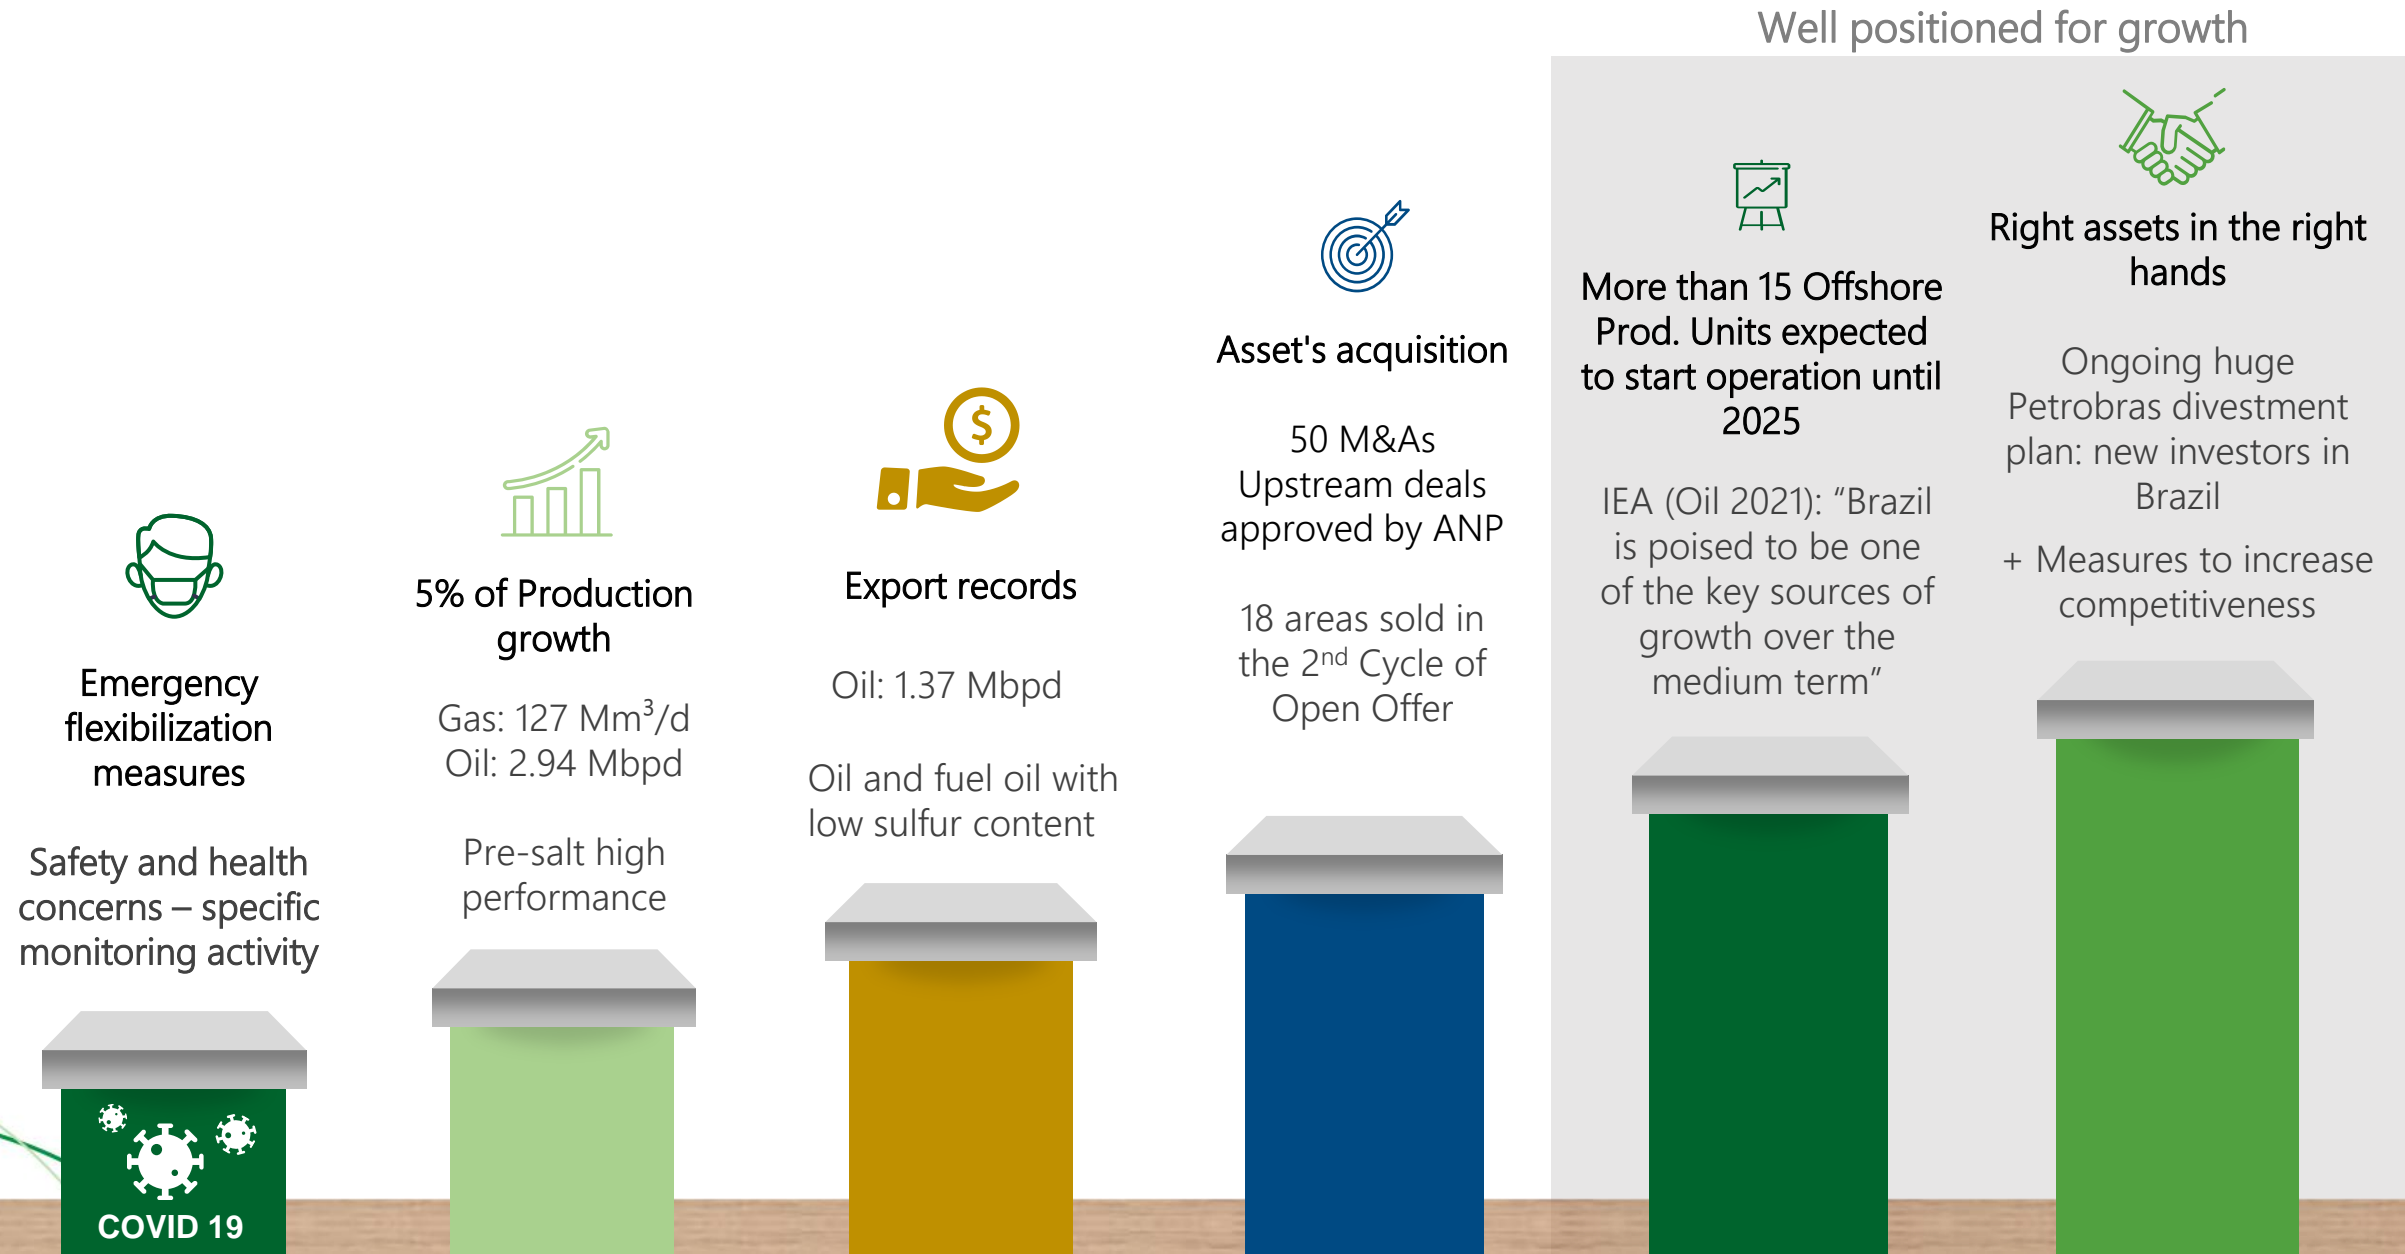 Well positioned for growth
Emergency
flexibilization
measures
Safety and health
concerns – specific
monitoring activity
COVID 19
5% of Production
growth
Gas: 127 Mm³/d
Oil: 2.94 Mbpd
Pre-salt high
performance
$
Export records
Oil: 1.37 Mbpd
Oil and fuel oil with
low sulfur content
Asset's acquisition
50 M&As
Upstream deals
approved by ANP
18 areas sold in
the 2nd Cycle of
Open Offer
More than 15 Offshore
Prod. Units expected
to start operation until
2025
IEA (Oil 2021): “Brazil
is poised to be one
of the key sources of
growth over the
medium term”
Right assets in the right
hands
Ongoing huge
Petrobras divestment
plan: new investors in
Brazil
+ Measures to increase
competitiveness